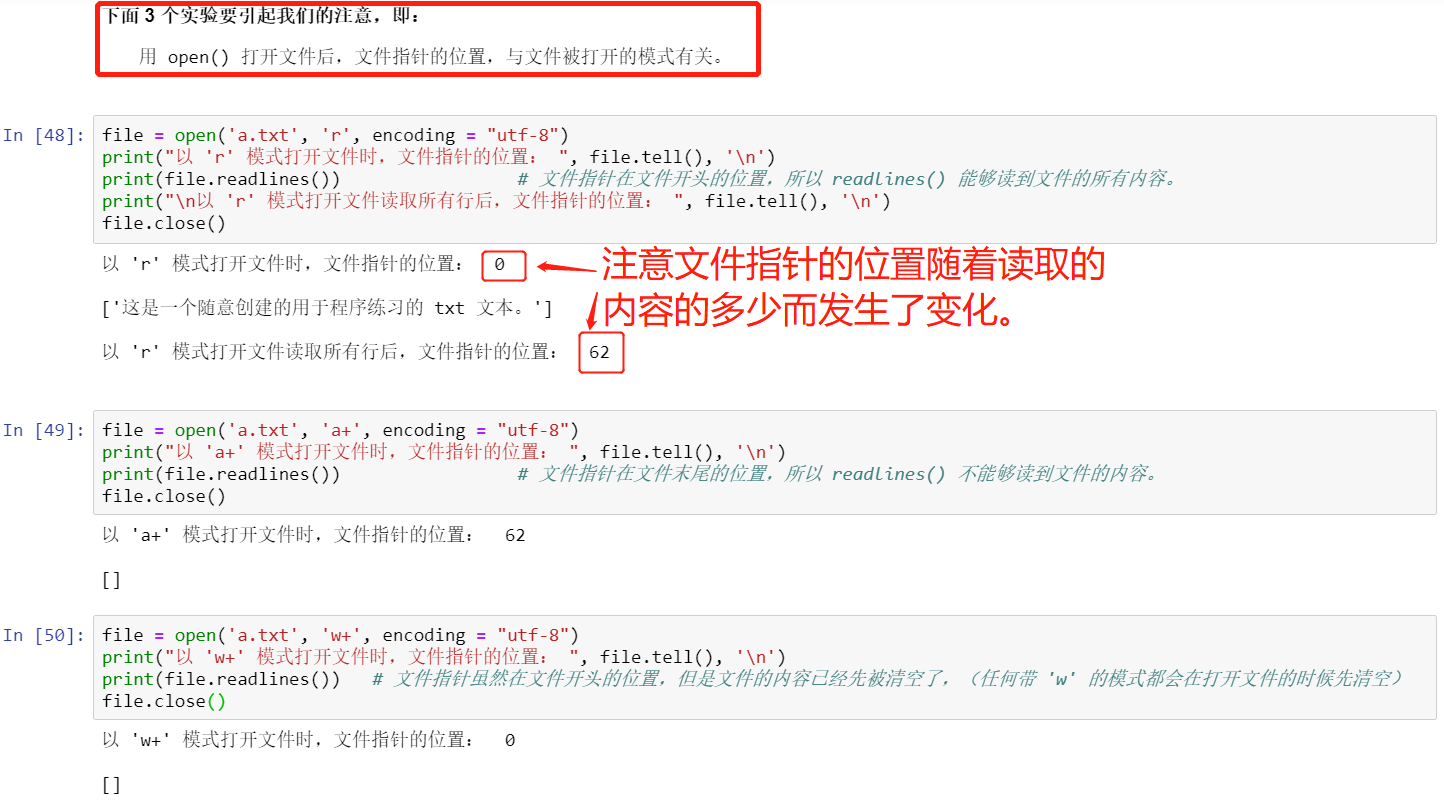 下面 3 个实验要引起我们的注意，即：
用 open() 打开文件后，文件指针的位置，与文件被打开的模式有关。
In [48]:
file = open('a.txt', 'r', encoding = "utf-8")
print("以 'r' 模式打开文件时，文件指针的位置： ", file.tell(), '\n')
print(file.readlines()) # 文件指针在文件开头的位置，所以 readlines() 能够读到文件的所有内容。
print("\n以 'r' 模式打开文件读取所有行后，文件指针的位置： ", file.tell(), '\n')
file.close()
以 'r' 模式打开文件时，文件指针的位置： 0
注意文件指针的位置随着读取的
内容的多少而发生了变化。
['这是一个随意创建的用于程序练习的 txt 文本。']
以 'r' 模式打开文件读取所有行后，文件指针的位置： 62
In [49]:
file = open('a.txt', 'a+', encoding = "utf-8")
print("以 'a+' 模式打开文件时，文件指针的位置： ", file.tell(), '\n')
print(file.readlines()) # 文件指针在文件末尾的位置，所以 readlines() 不能够读到文件的内容。
file.close()
以 'a+' 模式打开文件时，文件指针的位置： 62
[]
In [50]:
file = open('a.txt', 'w+', encoding = "utf-8")
print("以 'w+' 模式打开文件时，文件指针的位置： ", file.tell(), '\n')
print(file.readlines()) # 文件指针虽然在文件开头的位置，但是文件的内容已经先被清空了，（任何带 'w' 的模式都会在打开文件的时候先清空）
file.close()
以 'w+' 模式打开文件时，文件指针的位置： 0
[]